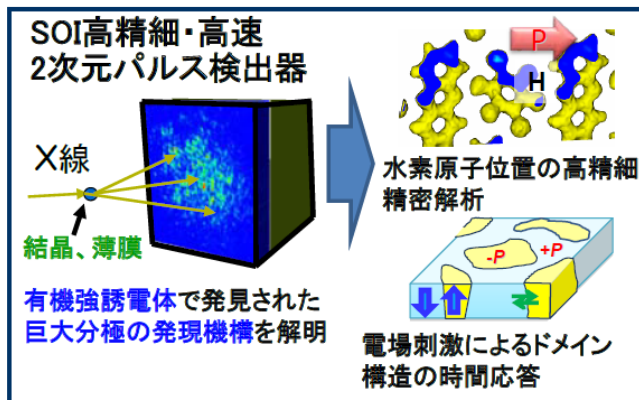 SOI高精細・高速
2次元パルス検出器
X線
結晶、薄膜
有機強誘電体で発見された
巨大分極の発現機構を解明
P
H
水素原子位置の高精細
精密解析
-P
+P
電場刺激によるドメイン
構造の時間応答